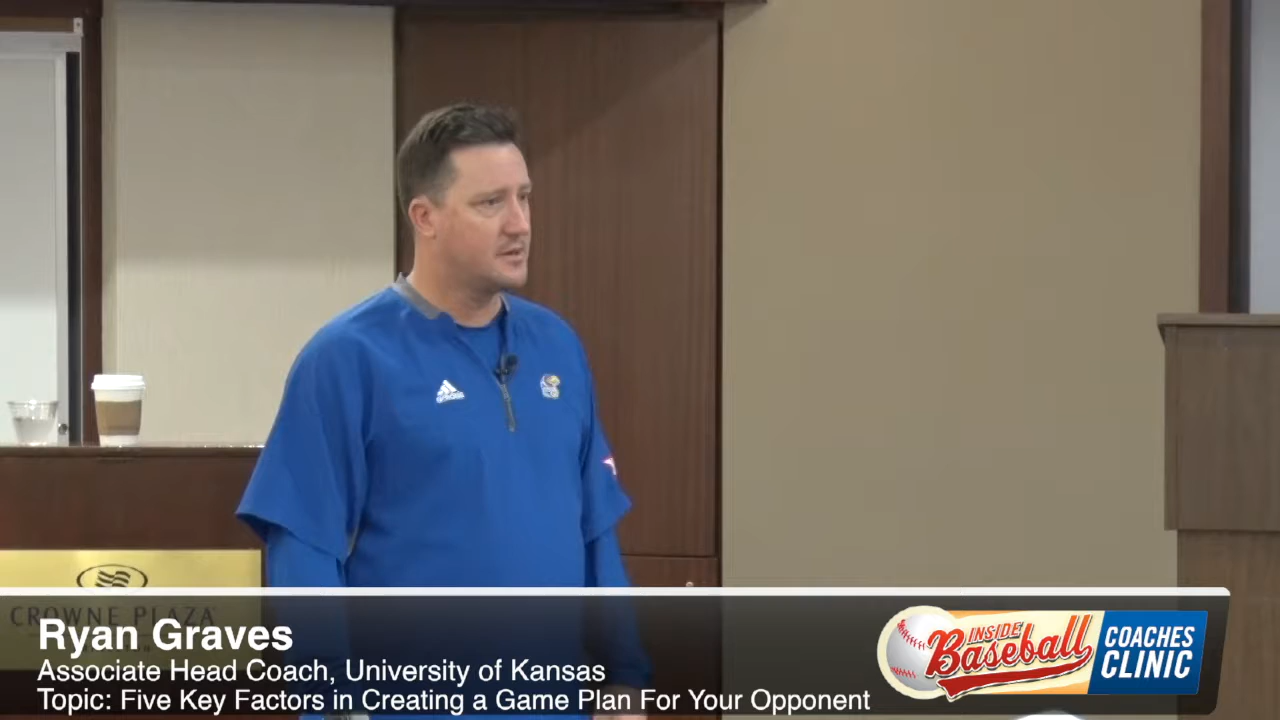 adidas
CROWNE PLAZA
Ryan Graves
Associate Head Coach, University of Kansas
Topic: Five Key Factors in Creating a Game Plan For Your Opponent
INSIDE
Baseball
COACHES
CLINIC